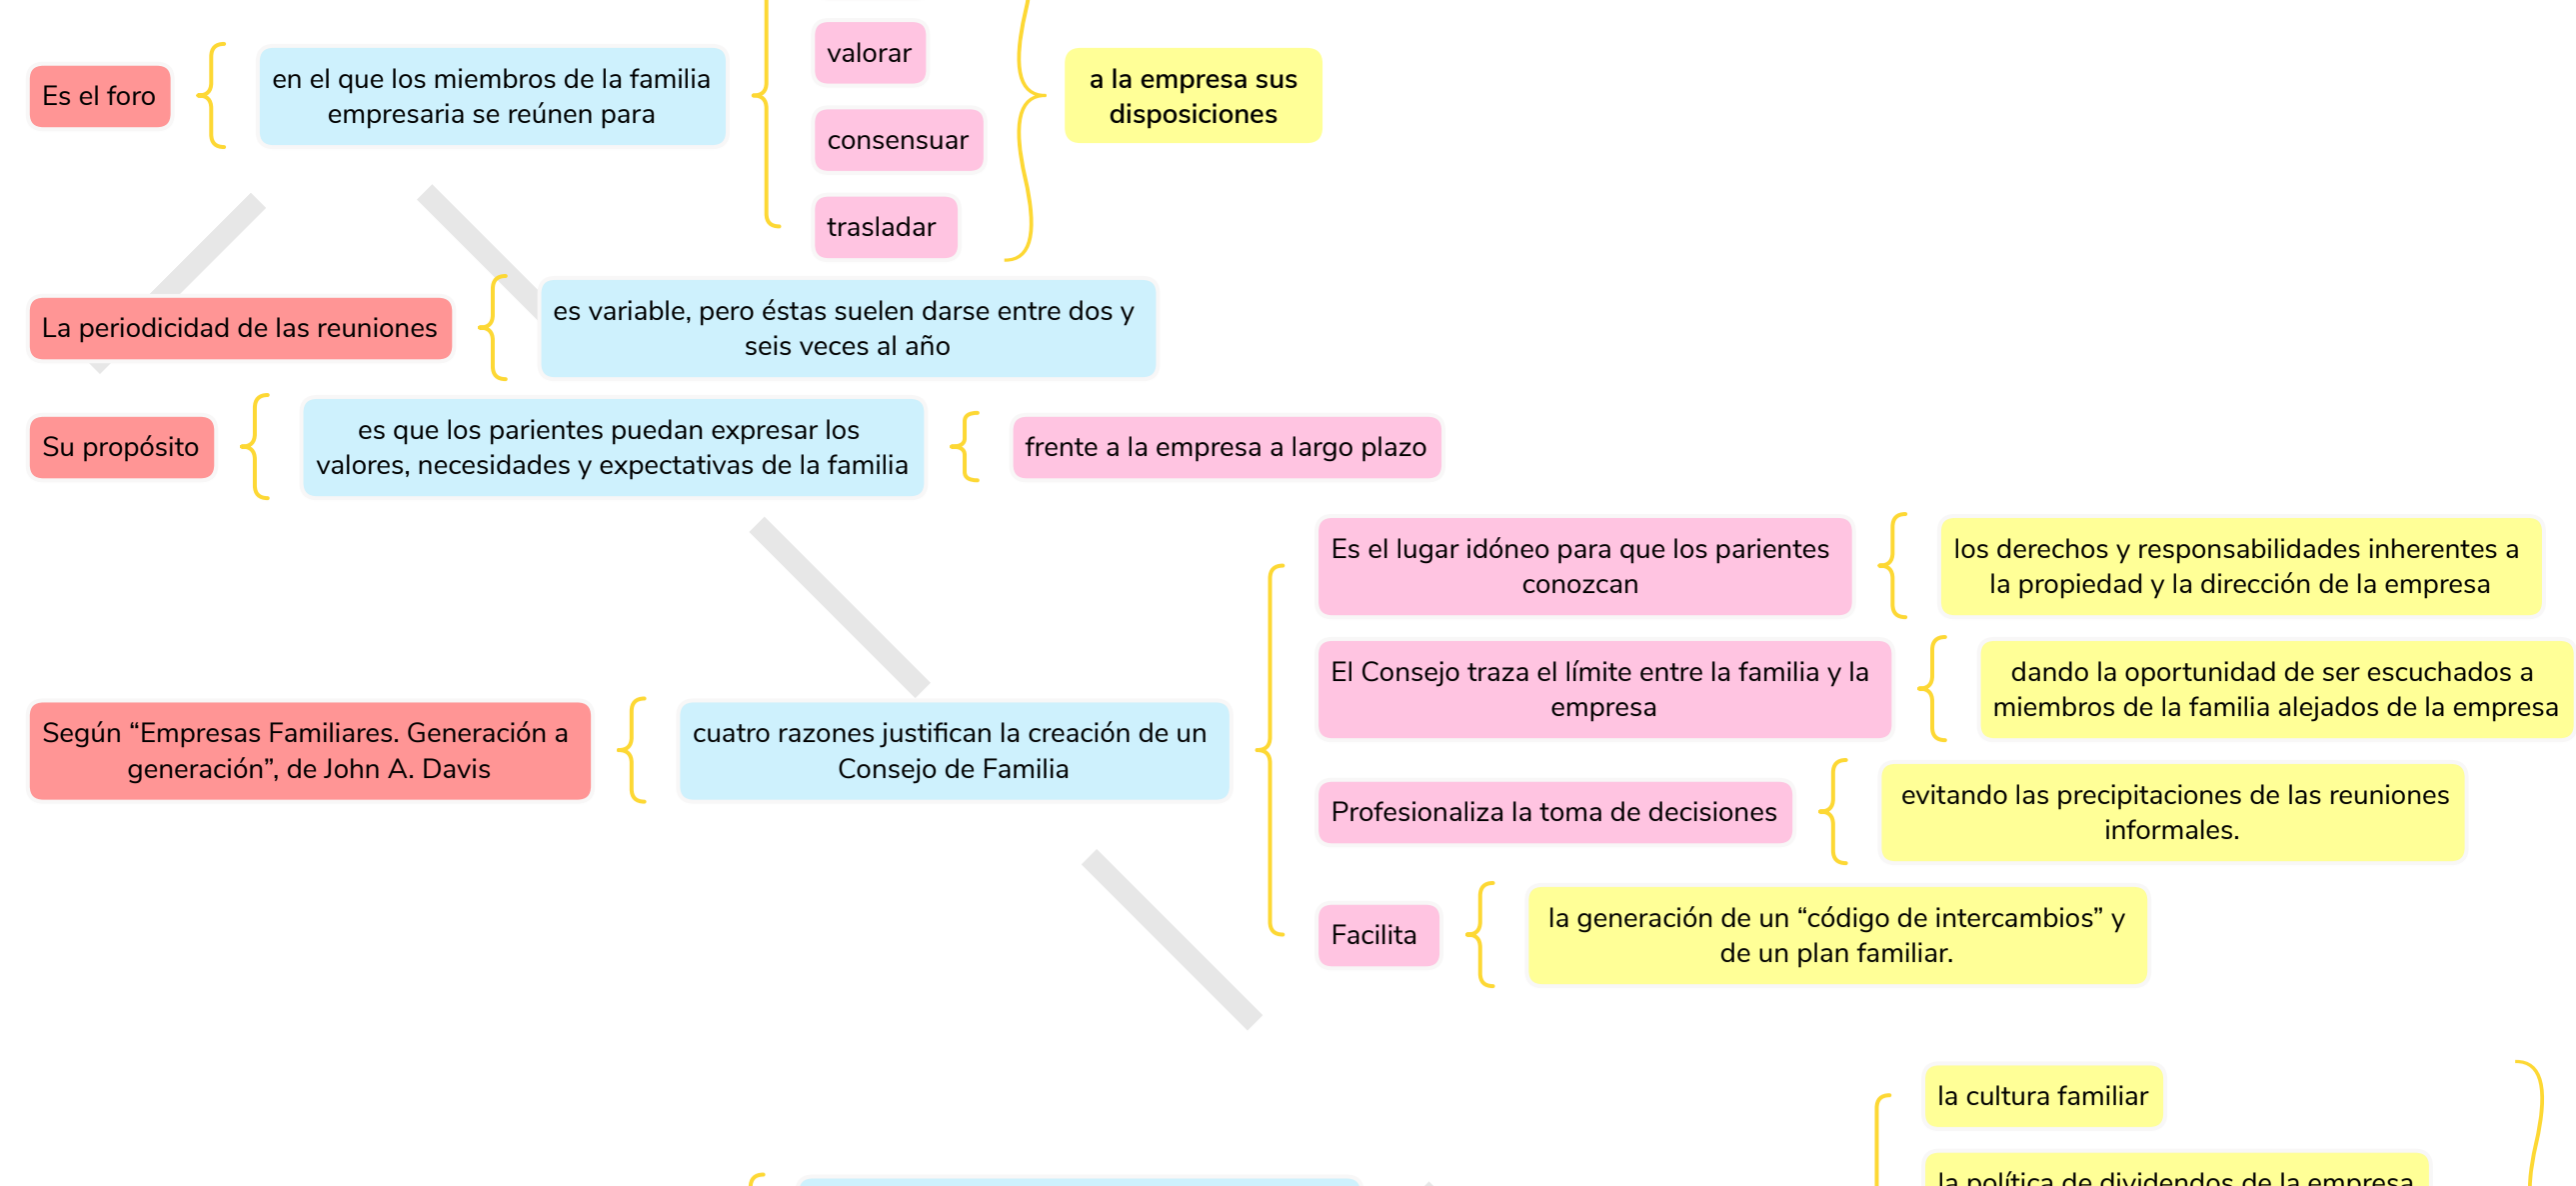 Es el foro
en el que los miembros de la familia
empresaria se reúnen para
valorar
consensuar
trasladar
a la empresa sus
disposiciones
La periodicidad de las reuniones
es variable, pero éstas suelen darse entre dos y
seis veces al año
Su propósito
es que los parientes puedan expresar los
valores, necesidades y expectativas de la familia
frente a la empresa a largo plazo
Según “Empresas Familiares. Generación a
generación”, de John A. Davis
cuatro razones justifican la creación de un
Consejo de Familia
Es el lugar idóneo para que los parientes
conozcan
los derechos y responsabilidades inherentes a
la propiedad y la dirección de la empresa
El Consejo traza el límite entre la familia y la
empresa
dando la oportunidad de ser escuchados a
miembros de la familia alejados de la empresa
Profesionaliza la toma de decisiones
evitando las precipitaciones de las reuniones
informales.
Facilita
la generación de un “código de intercambios” y
de un plan familiar.
la cultura familiar
la política de dividendos de la empresa